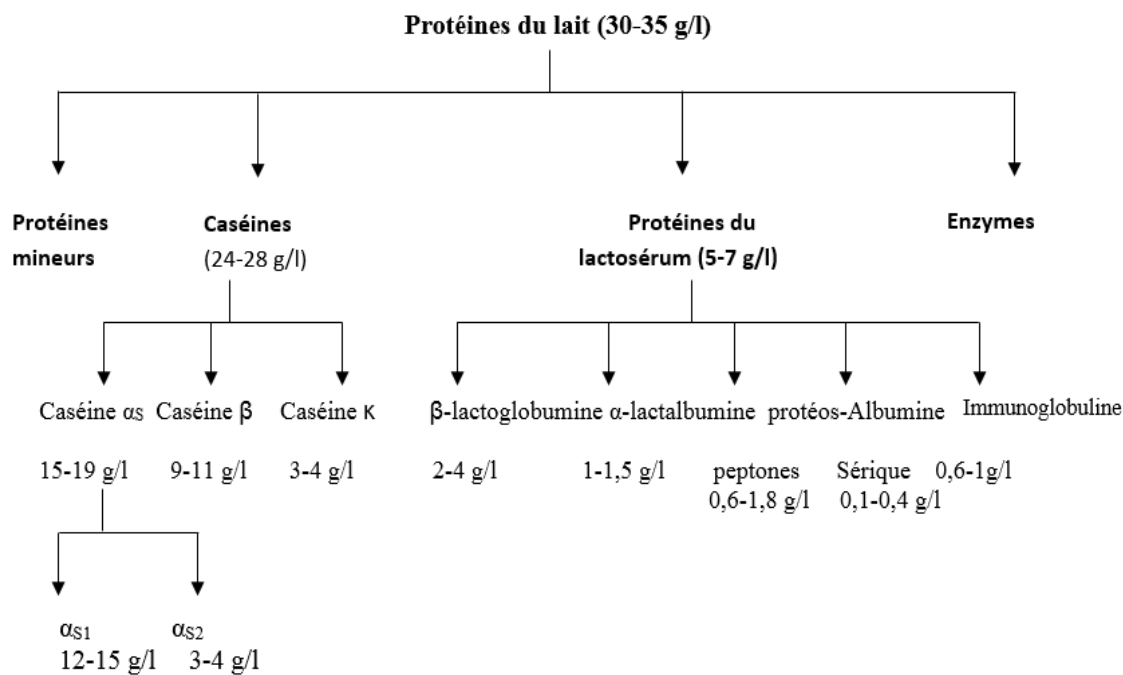 Protéines du lait (30-35 g/l)
Protéines
mineurs
Caséines
(24-28 g/l)
Protéines du
lactosérum (5-7 g/l)
Enzymes
Caséine αS Caséine β Caséine K
β-lactoglobumine α-lactalbumine protéos-Albumine Immunoglobuline
15-19 g/l 9-11 g/l 3-4 g/l
2-4 g/l 1-1,5 g/l peptones Sérique 0,6-1g/l
0,6-1,8 g/l 0,1-0,4 g/l
αS1 αS2
12-15 g/l 3-4 g/l